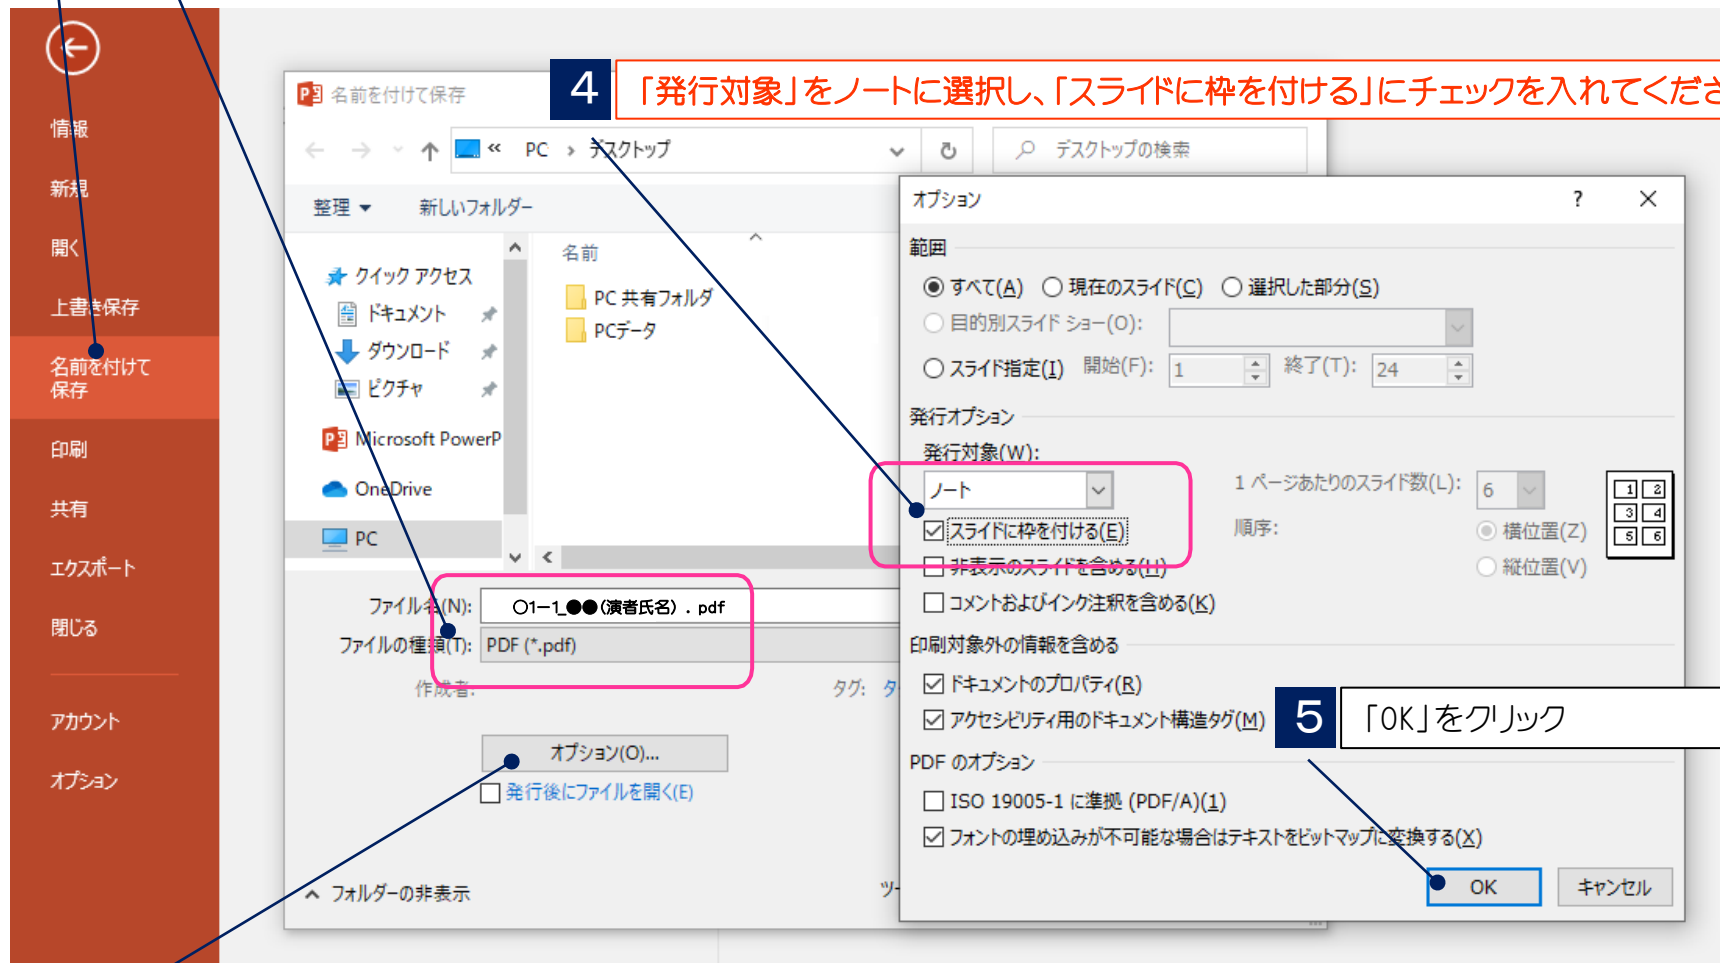 4
「発行対象」をノートに選択し、「スライドに枠を付ける」にチェックを入れてくださ
情報
新規
開く
上書き保存
名前を付けて
保存
印刷
共有
エクスポート
閉じる
アカウント
オプション
名前を付けて保存
« PC › デスクトップ
デスクトップの検索
整理 ▼ 新しいフォルダー
クイック アクセス
ドキュメント
ダウンロード
ピクチャ
Microsoft PowerP
OneDrive
PC
名前
PC 共有フォルダ
PCデータ
ファイル名(N): 〇1−1_●●(演者氏名) . pdf
ファイルの種類(T): PDF (*.pdf)
作成者:
タグ: タ
オプション(O)...
発行後にファイルを開く(E)
フォルダーの非表示
ツー
オプション ?
範囲
すべて(A) 現在のスライド(C) 選択した部分(S)
目的別スライド ショー(O):
スライド指定(I) 開始(F): 1 終了(T): 24
発行オプション
発行対象(W):
ノート
1 ページあたりのスライド数(L): 6
スライドに枠を付ける(E)
順序: 横位置(Z)
非表示のスライドを含める(H)
縦位置(V)
1 2
3 4
5 6
コメントおよびインク注釈を含める(K)
印刷対象外の情報を含める
ドキュメントのプロパティ(R)
アクセシビリティ用のドキュメント構造タグ(M)
5
「OK」をクリック
PDF のオプション
ISO 19005-1 に準拠 (PDF/A)(1)
フォントの埋め込みが不可能な場合はテキストをビットマップに変換する(X)
OK
キャンセル